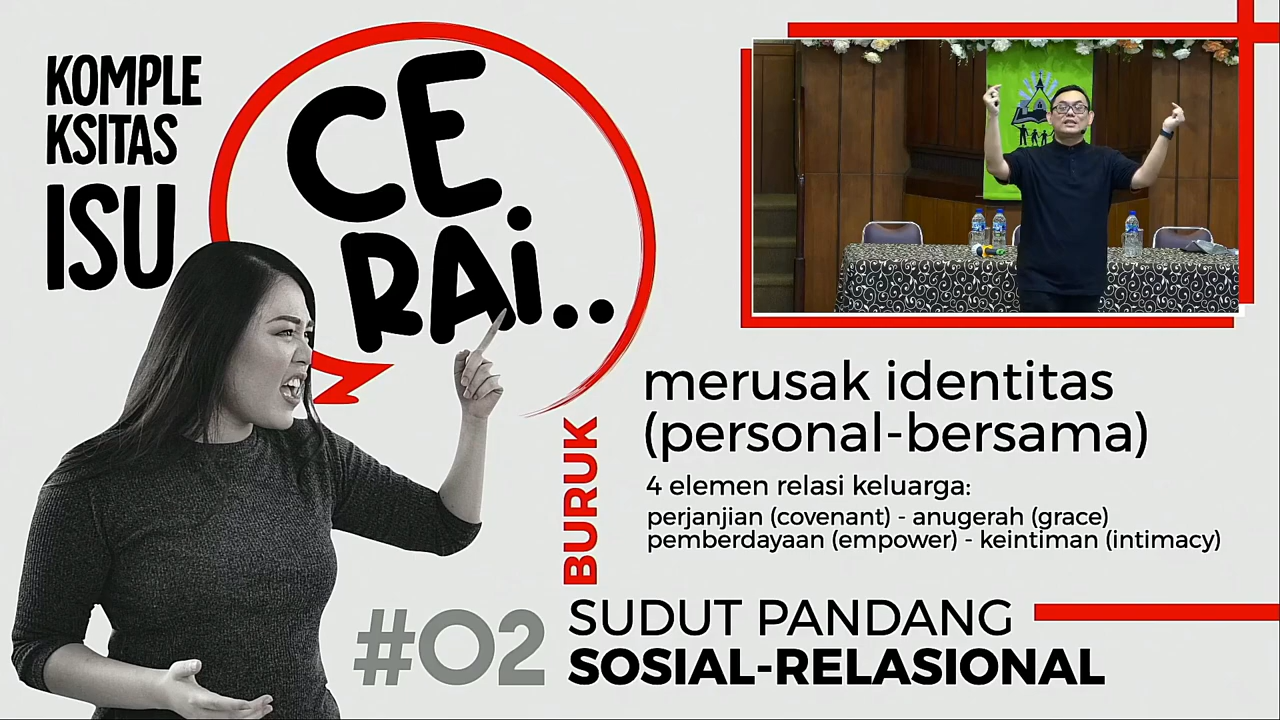 KOMPLE
KSITAS
ISU
CE
RAi..
merusak identitas
(personal-bersama)
4 elemen relasi keluarga:
perjanjian (covenant) - anugerah (grace)
pemberdayaan (empower) - keintiman (intimacy)
BURUK
#02
SUDUT PANDANG
SOSIAL-RELASIONAL